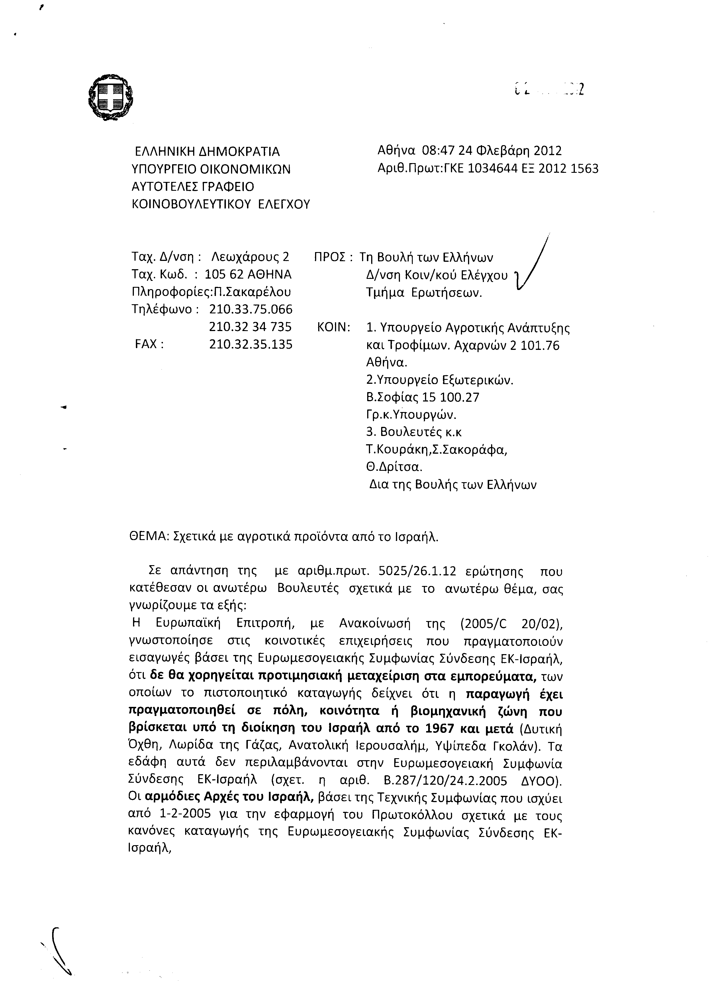 ΕΛΛΗΝΙΚΗ ΔΗΜΟΚΡΑΤΙΑ
ΥΠΟΥΡΓΕΙΟ ΟΙΚΟΝΟΜΙΚΩΝ
ΑΥΤΟΤΕΛΕΣ ΓΡΑΦΕΙΟ
ΚΟΙΝΟΒΟΥΛΕΥΤΙΚΟΥ ΕΛΕΓΧΟΥ
Αθήνα 08:47 24 Φλεβάρη 2012
Αριθ.Πρωτ:ΓΚΕ 1034644 ΕΞ 2012 1563
Ταχ. Δ/νση : Λεωχάρους 2
Ταχ. Κωδ. : 105 62 ΑΘΗΝΑ
Πληροφορίες:Π.Σακαρέλου
Τηλέφωνο : 210.33.75.066
210.32 34 735
FAX : 210.32.35.135
ΠΡΟΣ : Τη Βουλή των Ελλήνων
Δ/νση Κοιν/κού Ελέγχου
Τμήμα Ερωτήσεων.
ΚΟΙΝ: 1. Υπουργείο Αγροτικής Ανάπτυξης
και Τροφίμων. Αχαρνών 2 101.76
Αθήνα.
2.Υπουργείο Εξωτερικών.
Β.Σοφίας 15 100.27
Γρ.κ.Υπουργών.
3. Βουλευτές κ.κ
Τ.Κουράκη,Σ.Σακοράφα,
Θ.Δρίτσα.
Δια της Βουλής των Ελλήνων
ΘΕΜΑ: Σχετικά με αγροτικά προϊόντα από το Ισραήλ.
Σε απάντηση της με αριθμ.πρωτ. 5025/26.1.12 ερώτησης που
κατέθεσαν οι ανωτέρω Βουλευτές σχετικά με το ανωτέρω θέμα, σας
γνωρίζουμε τα εξής:
Η Ευρωπαϊκή Επιτροπή, με Ανακοίνωσή της (2005/C 20/02),
γνωστοποίησε στις κοινοτικές επιχειρήσεις που πραγματοποιούν
εισαγωγές βάσει της Ευρωμεσογειακής Συμφωνίας Σύνδεσης ΕΚ-Ισραήλ,
ότι δε θα χορηγείται προτιμησιακή μεταχείριση στα εμπορεύματα, των
οποίων το πιστοποιητικό καταγωγής δείχνει ότι η παραγωγή έχει
πραγματοποιηθεί σε πόλη, κοινότητα ή βιομηχανική ζώνη που
βρίσκεται υπό τη διοίκηση του Ισραήλ από το 1967 και μετά (Δυτική
Όχθη, Λωρίδα της Γάζας, Ανατολική Ιερουσαλήμ, Υψίπεδα Γκολάν). Τα
εδάφη αυτά δεν περιλαμβάνονται στην Ευρωμεσογειακή Συμφωνία
Σύνδεσης ΕΚ-Ισραήλ (σχετ. η αριθ. Β.287/120/24.2.2005 ΔΥΟΟ).
Οι αρμόδιες Αρχές του Ισραήλ, βάσει της Τεχνικής Συμφωνίας που ισχύει
από 1-2-2005 για την εφαρμογή του Πρωτοκόλλου σχετικά με τους
κανόνες καταγωγής της Ευρωμεσογειακής Συμφωνίας Σύνδεσης ΕΚ-
Ισραήλ,